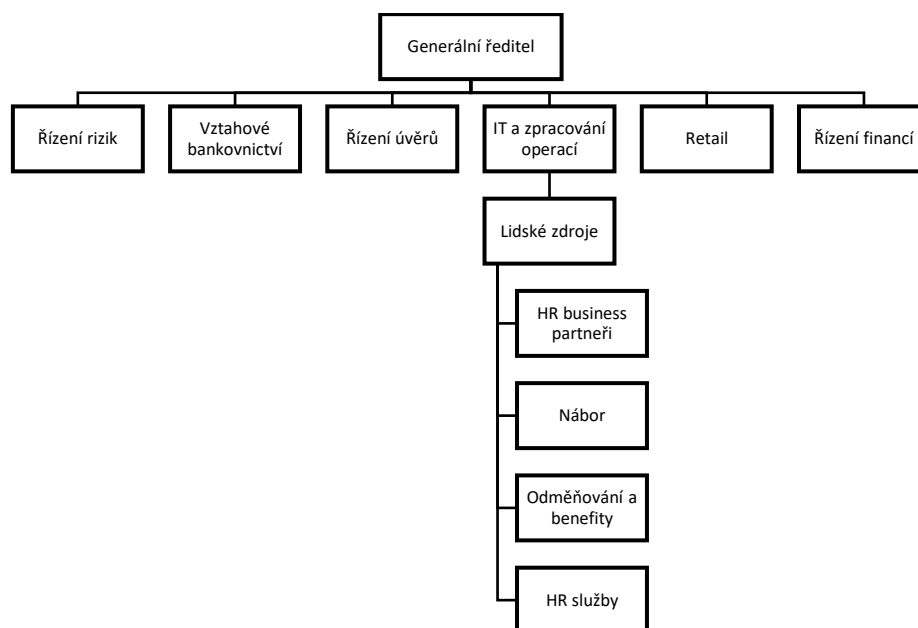 Generální ředitel
Řízení rizik
Vztahové
bankovnictví
Řízení úvěrů
IT a zpracování
operací
Retail
Řízení financí
Lidské zdroje
HR business
partneři
Nábor
Odměňování a
benefity
HR služby